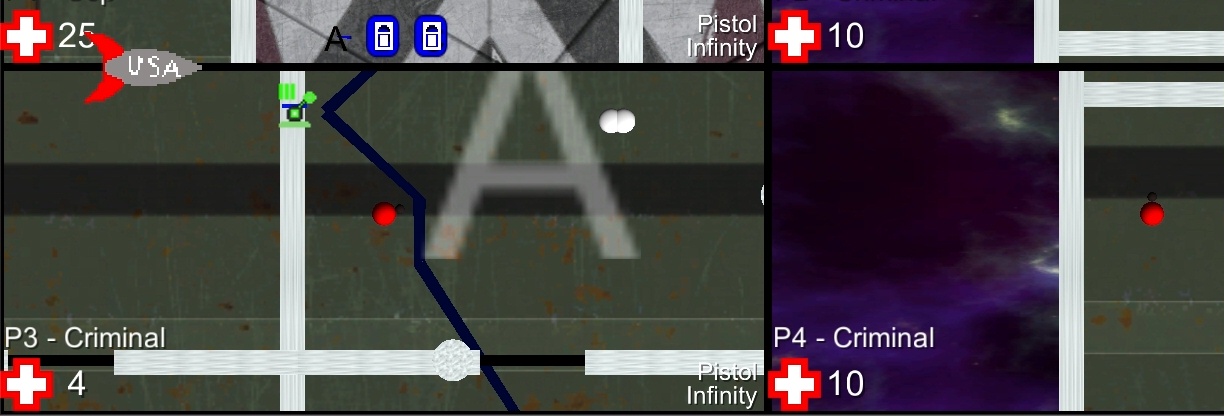 25
A
Pistol
Infinity
10
USA
A
P3 - Criminal
4
Pistol
Infinity
P4 - Criminal
10